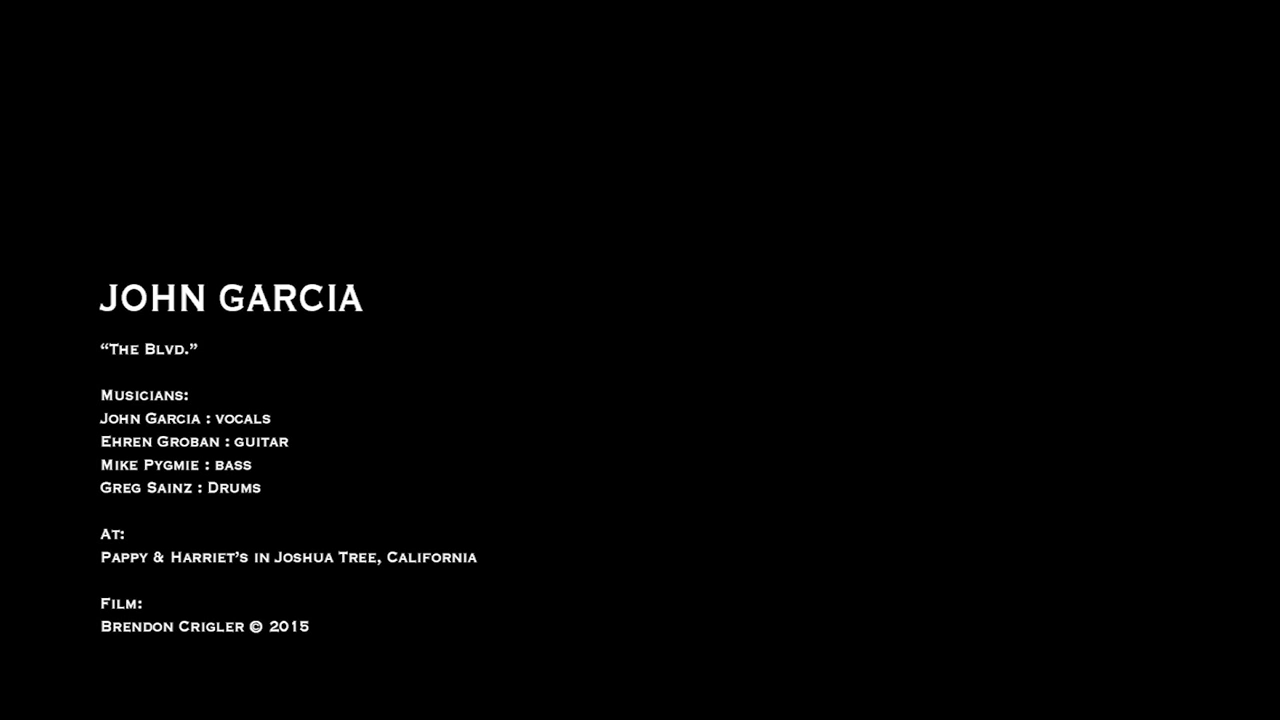 JOHN GARCIA
“The Blvd.”
Musicians:
John Garcia : vocals
Ehren Groban : guitar
Mike Pygmie : bass
Greg Sainz : Drums
At:
Pappy & Harriet’s in Joshua Tree, California
Film:
Brendon Crigler © 2015